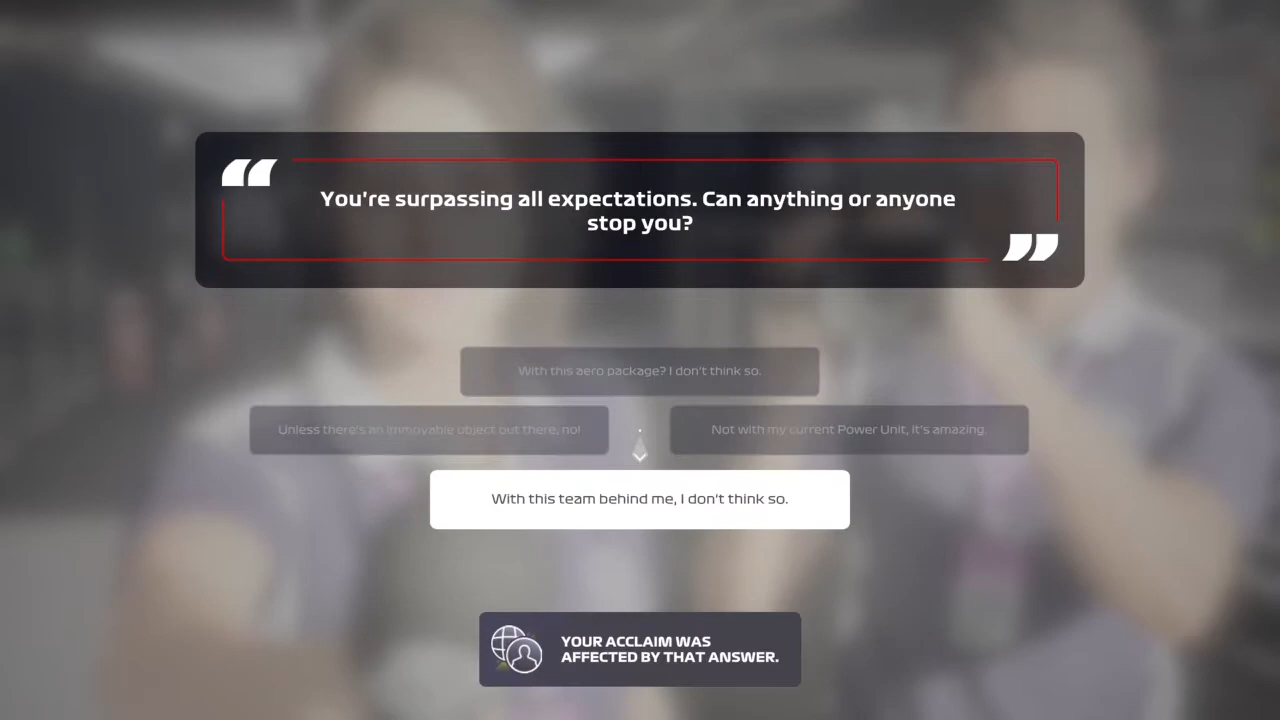 You're surpassing all expectations. Can anything or anyone
stop you?
With this aero package? I don't think so.
Unless there's an immovable object out there, no!
Not with my current Power Unit, it's amazing.
With this team behind me, I don't think so.
YOUR ACCLAIM WAS
AFFECTED BY THAT ANSWER.